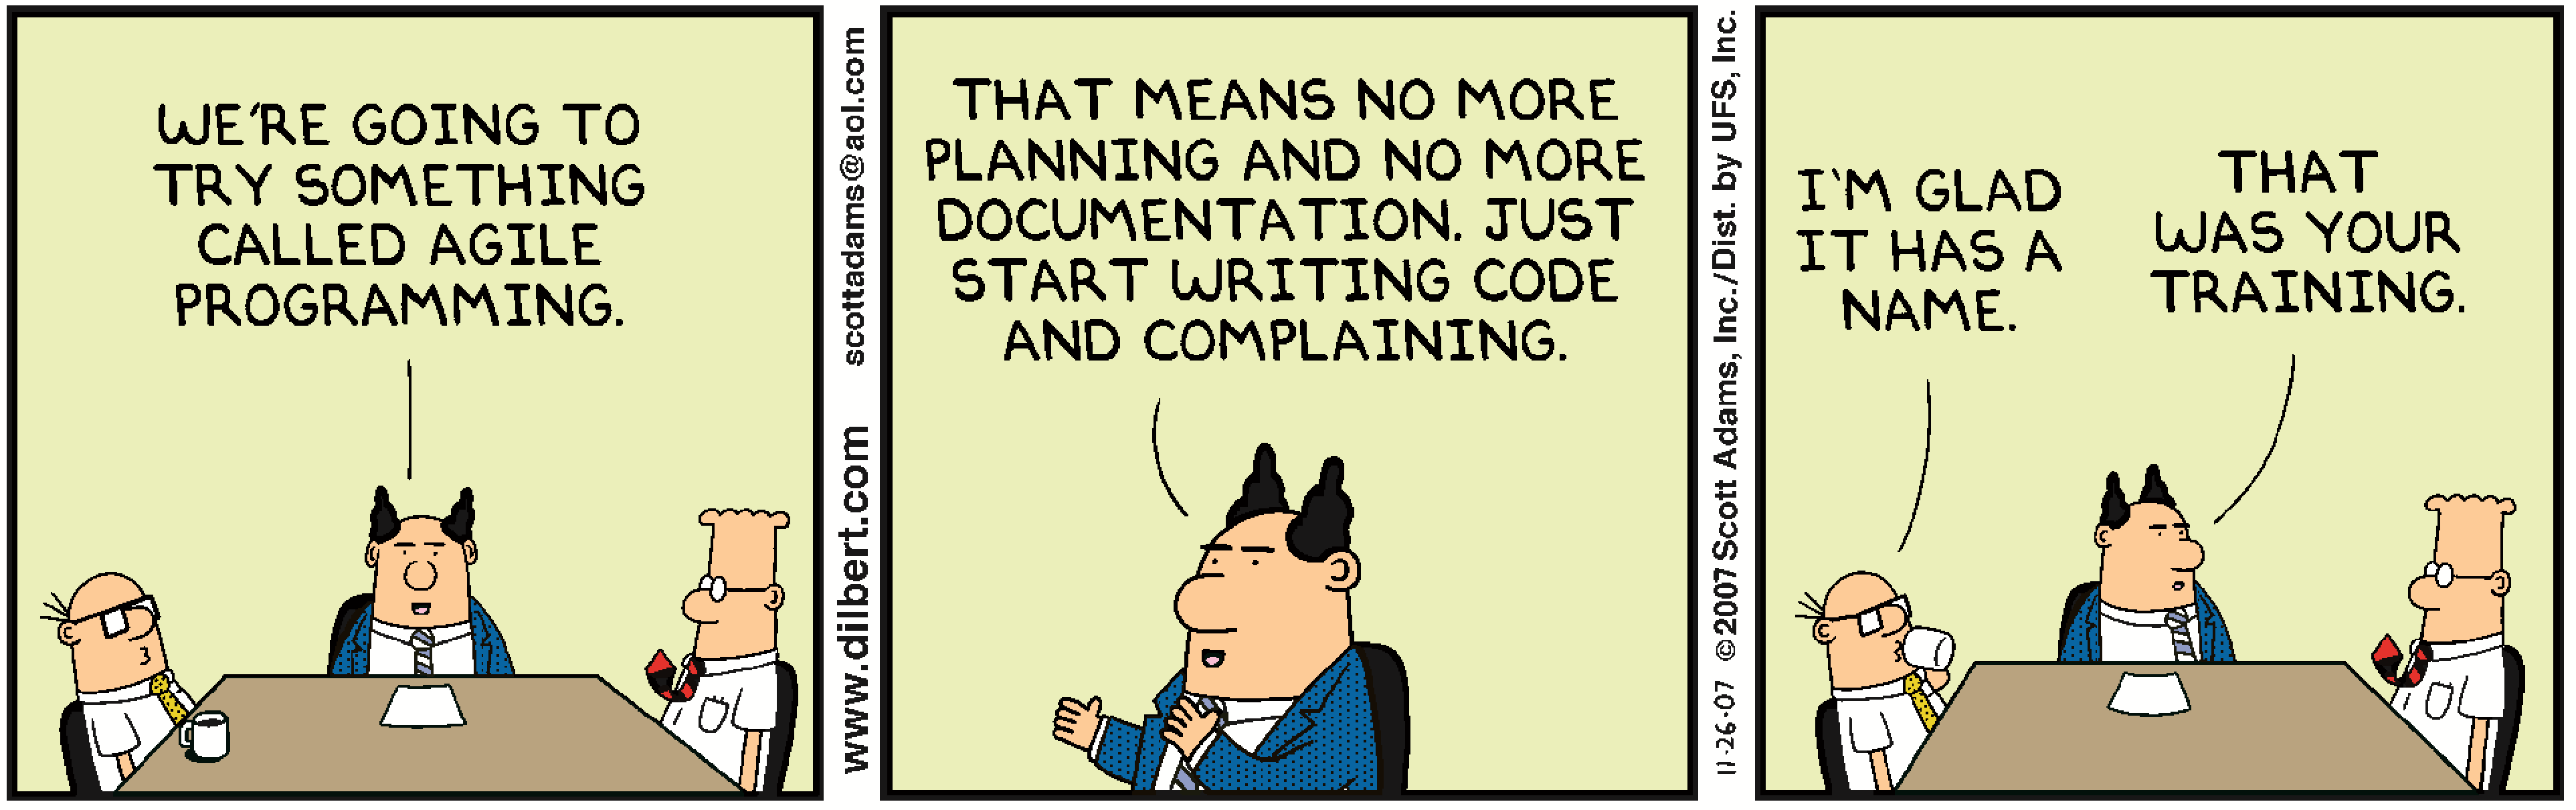 WE'RE GOING TO
TRY SOMETHING
CALLED AGILE
PROGRAMMING.
www.dilbert.com scottadams@aol.com
THAT MEANS NO MORE
PLANNING AND NO MORE
DOCUMENTATION. JUST
START WRITING CODE
AND COMPLAINING.
11-26-07 © 2007 Scott Adams, Inc./Dist. by UFS, Inc.
I'M GLAD
IT HAS A
NAME.
THAT
WAS YOUR
TRAINING.